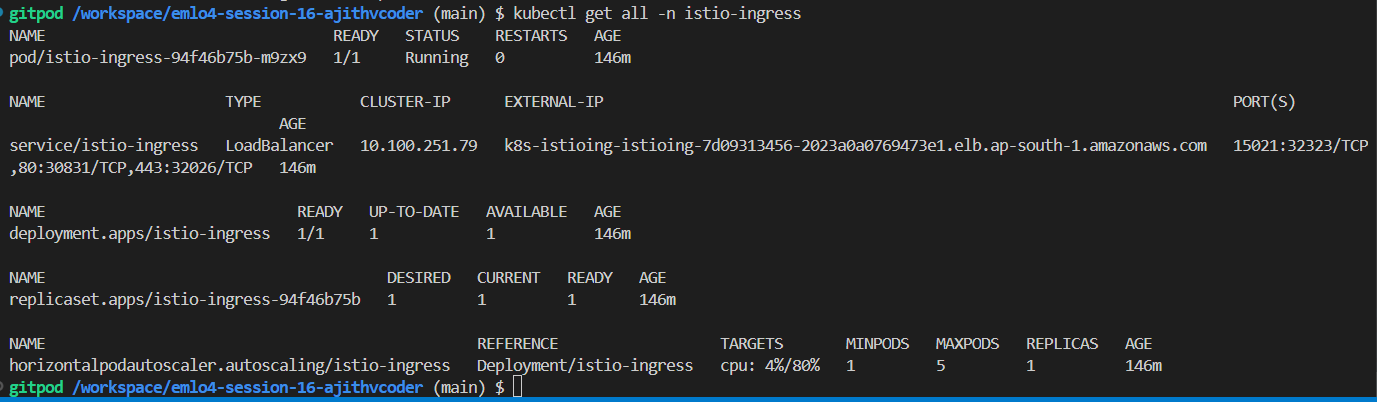 gitpod /workspace/emlo4-session-16-ajithvcoder (main) $ kubectl get all -n istio-ingress
NAME                                READY   STATUS    RESTARTS   AGE
pod/istio-ingress-94f46b75b-m9zx9   1/1     Running   0          146m

NAME                    TYPE           CLUSTER-IP      EXTERNAL-IP                                                                      PORT(S)
                              AGE
service/istio-ingress   LoadBalancer   10.100.251.79   k8s-istioing-istioing-7d09313456-2023a0a0769473e1.elb.ap-south-1.amazonaws.com   15021:32323/TCP
,80:30831/TCP,443:32026/TCP   146m

NAME                            READY   UP-TO-DATE   AVAILABLE   AGE
deployment.apps/istio-ingress   1/1     1            1           146m

NAME                                      DESIRED   CURRENT   READY   AGE
replicaset.apps/istio-ingress-94f46b75b   1         1         1       146m

NAME                                                REFERENCE                  TARGETS       MINPODS   MAXPODS   REPLICAS   AGE
horizontalpodautoscaler.autoscaling/istio-ingress   Deployment/istio-ingress   cpu: 4%/80%   1         5         1          146m
gitpod /workspace/emlo4-session-16-ajithvcoder (main) $